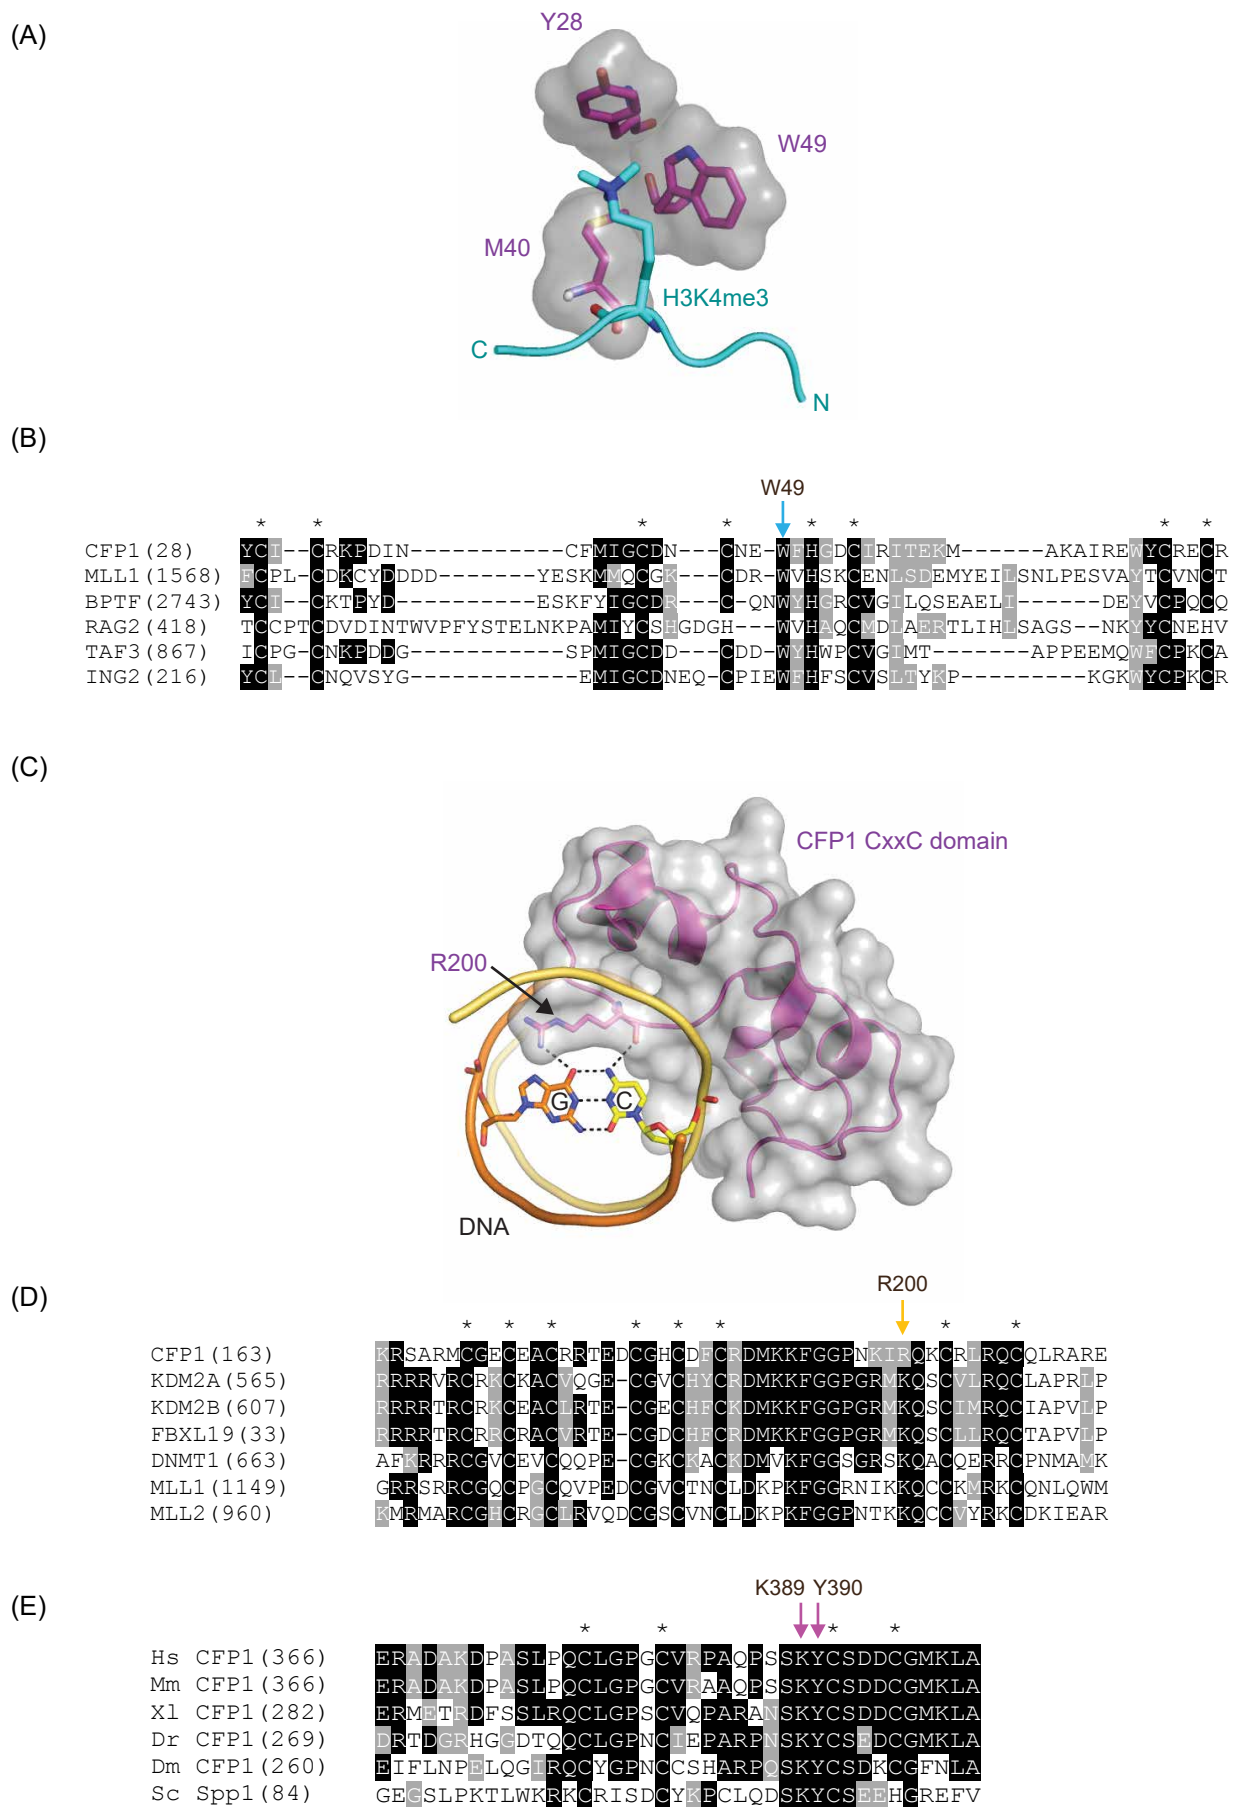 (A)
Y28
W49
M40
H3K4me3
C
N
(B)
W49
* * * * * * * *
CFP1(28) YCI--CRKPDIN-----------CFMIGCDN---CNE-WFHGDCIRITEKM------AKAIREWYCRECR
MLL1(1568) FCPL-CDKCYDDDD--------YESKMMQCGK---CDR-WVHSKCENLSDEMYEILSNLPESVAYTCVNCT
BPTF(2743) YCI--CKTPYD----------ESKFYIGCDR---C-QNWYHGRCVGILQSEAELI------DEYVCPQCQ
RAG2(418) TCCPTCDVDINTWVPFYSTELNKPAMIYCSHGDGH---WVHAQCMDLAERTLIHLSAGS--NKYYCNEHV
TAF3(867) ICPG-CNKPDDG-----------SPMIGCDD---CDD-WYHWPCVGIMT-------APPEEMQWFCPKCA
ING2(216) YCL--CNQVSYG------------EMIGCDNEQ-CPIEWFHFSCVSLTYKP---------KGKWYCPKCR
(C)
CFP1 CxxC domain
R200
G C
DNA
(D)
R200
* * * * * * * *
CFP1(163) KRSARMCGECEACRRTEDCGHCDFCRDMKKFGGPNKIRQKCRLRQCQLRARE
KDM2A(565) RRRRVRCRKCKACVQGE-CGVCHYCRDMKKFGGPGRMKQSCVLRQCLAPRLP
KDM2B(607) RRRRTRCRKCEACLRTE-CGECHFCKDMKKFGGPGRMKQSCIMRQCIAPVLP
FBXL19(33) RRRRTRCRRCRACVRTE-CGDCHFCRDMKKFGGPGRMKQSCLLRQCTAPVLP
DNMT1(663) AFKRRRCGVCEVCQQPE-CGKCKACKDMVKFGGSGRSKQACQERRCPNMAMK
MLL1(1149) GRRSRRCGQCPGCQVPEDCGVCTNCLDKPKFGGRNIKKQCCKMRKCQNLQWM
MLL2(960) KMRMARCGHCRGCLRVQDCGSCVNCLDKPKFGGPNTKKQCCVYRKCDKIEAR
(E)
K389 Y390
* * * *
Hs CFP1(366) ERADAKDPASLPQCLGPGCVRPAQPSSKYCSDDCGMKLA
Mm CFP1(366) ERADAKDPASLPQCLGPGCVRAAQPSSKYCSDDCGMKLA
Xl CFP1(282) ERMETRDFSSLRQCLGPSCVQPARANSKYCSDDCGMKLA
Dr CFP1(269) DRTDGRHGGDTQQCLGPNCIEPARPNSKYCSEDCGMKLA
Dm CFP1(260) EIFLNPELQGIRQCYGPNCCSHARPQSKYCSDKCGFNLA
Sc Spp1(84) GEGSLPKTLWKRKCRISDCYKPCLQDSKYCSEEHGREFV